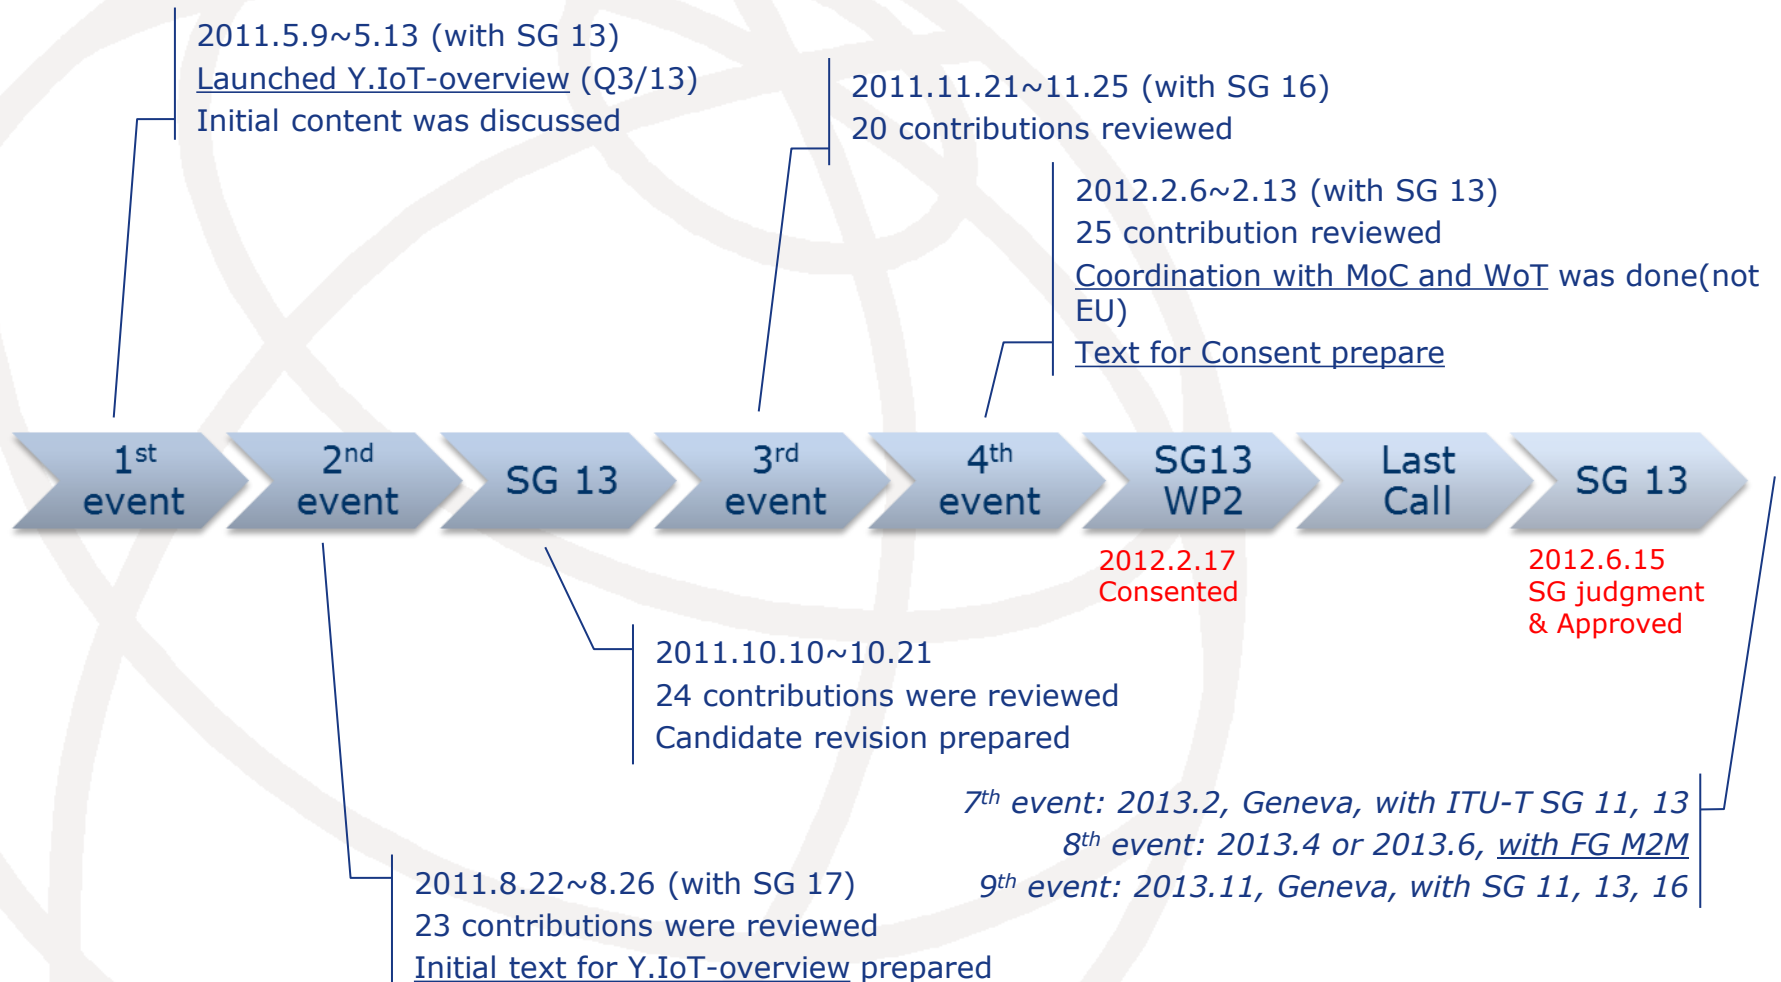 2011.5.9~5.13 (with SG 13)
Launched Y.IoT-overview (Q3/13)
Initial content was discussed
2011.11.21~11.25 (with SG 16)
20 contributions reviewed
2012.2.6~2.13 (with SG 13)
25 contribution reviewed
Coordination with MoC and WoT was done(not
EU)
Text for Consent prepare
1st
event
2nd
event
SG 13
3rd
event
4th
event
SG13
WP2
Last
Call
SG 13
2012.2.17
Consented
2012.6.15
SG judgment
& Approved
2011.10.10~10.21
24 contributions were reviewed
Candidate revision prepared
7th event: 2013.2, Geneva, with ITU-T SG 11, 13
8th event: 2013.4 or 2013.6, with FG M2M
9th event: 2013.11, Geneva, with SG 11, 13, 16
2011.8.22~8.26 (with SG 17)
23 contributions were reviewed
Initial text for Y.IoT-overview prepared